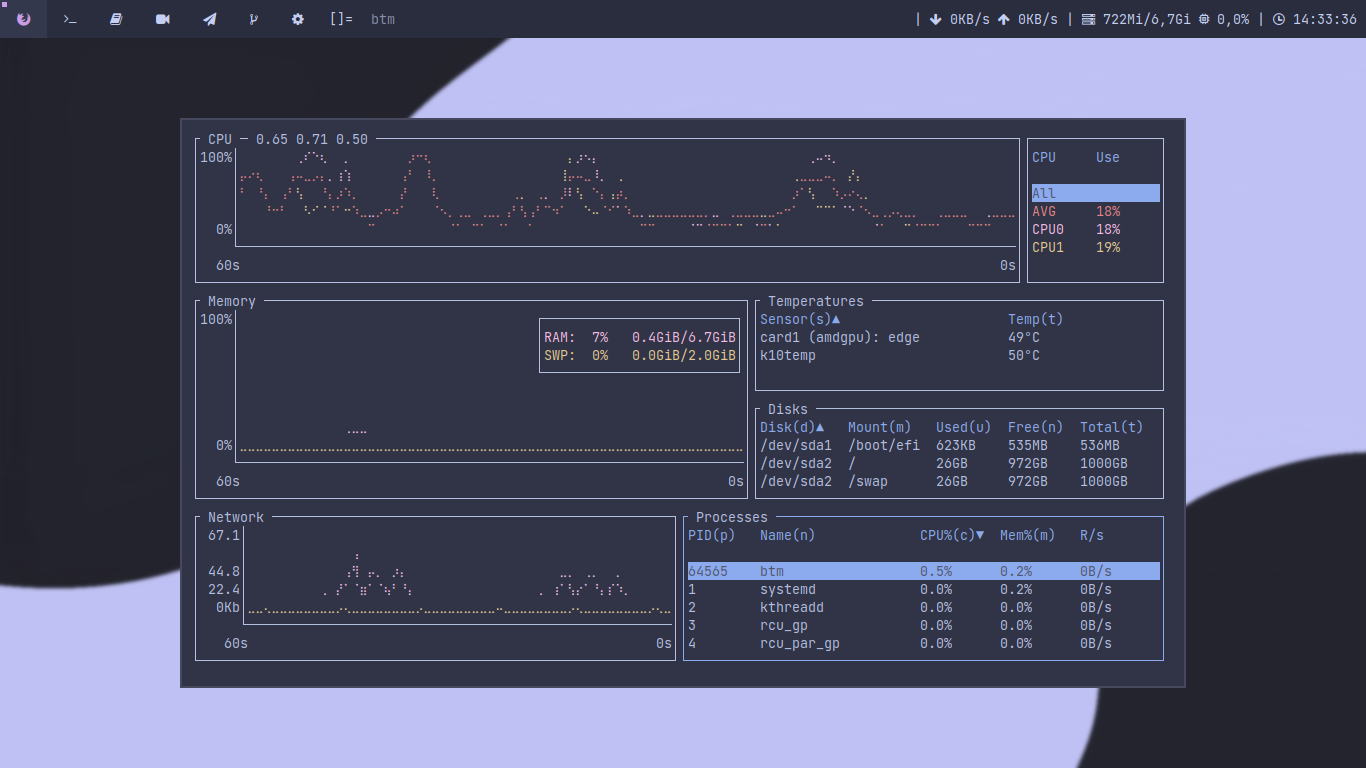 >_ []= btm | 0KB/s 0KB/s | 722Mi/6,7Gi 0,0% | 14:33:36
CPU 0.65 0.71 0.50
100%
0%
60s 0s
CPU Use
All
AVG 18%
CPU0 18%
CPU1 19%
Memory
100%
RAM: 7% 0.4GiB/6.7GiB
SWP: 0% 0.0GiB/2.0GiB
0%
60s 0s
Temperatures
Sensor(s)▲ Temp(t)
card1 (amdgpu): edge 49°C
k10temp 50°C
Disks
Disk(d)▲ Mount(m) Used(u) Free(n) Total(t)
/dev/sda1 /boot/efi 623KB 535MB 536MB
/dev/sda2 / 26GB 972GB 1000GB
/dev/sda2 /swap 26GB 972GB 1000GB
Network
67.1
44.8
22.4
0Kb
60s 0s
Processes
PID(p) Name(n) CPU%(c)▼ Mem%(m) R/s
64565 btm 0.5% 0.2% 0B/s
1 systemd 0.0% 0.2% 0B/s
2 kthreadd 0.0% 0.0% 0B/s
3 rcu_gp 0.0% 0.0% 0B/s
4 rcu_par_gp 0.0% 0.0% 0B/s